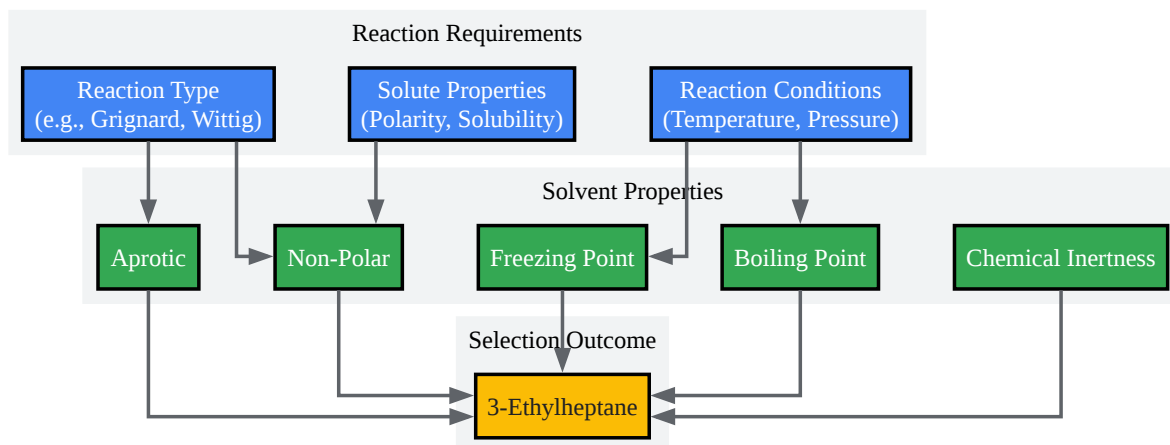 Reaction Requirements
Reaction Type
(e.g., Grignard, Wittig)
Solute Properties
(Polarity, Solubility)
Reaction Conditions
(Temperature, Pressure)
Solvent Properties
Aprotic
Non-Polar
Freezing Point
Boiling Point
Chemical Inertness
Selection Outcome
3-Ethylheptane